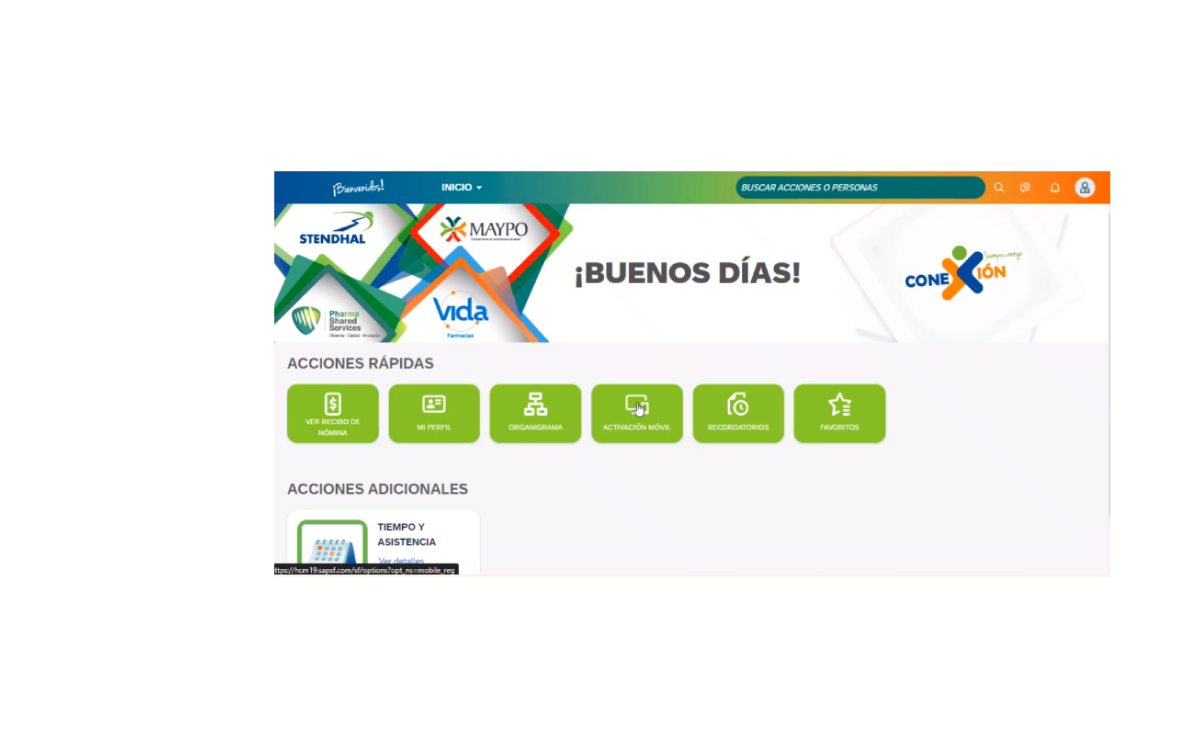 ¡Bienvenidos!
INICIO
BUSCAR ACCIONES O PERSONAS
STENDHAL
MAYPO
¡BUENOS DÍAS!
Siempre contigo
CONEXIÓN
Pharma
Shared
Services
Vida
Farmacias
ACCIONES RÁPIDAS
VER RECIBO DE
NÓMINA
MI PERFIL
ORGANIGRAMA
ACTIVACIÓN MÓVIL
RECORDATORIOS
FAVORITOS
ACCIONES ADICIONALES
TIEMPO Y
ASISTENCIA
Ver detalles
ttps://hcm19.sapsf.com/sf/options?opt_ns=mobile_reg